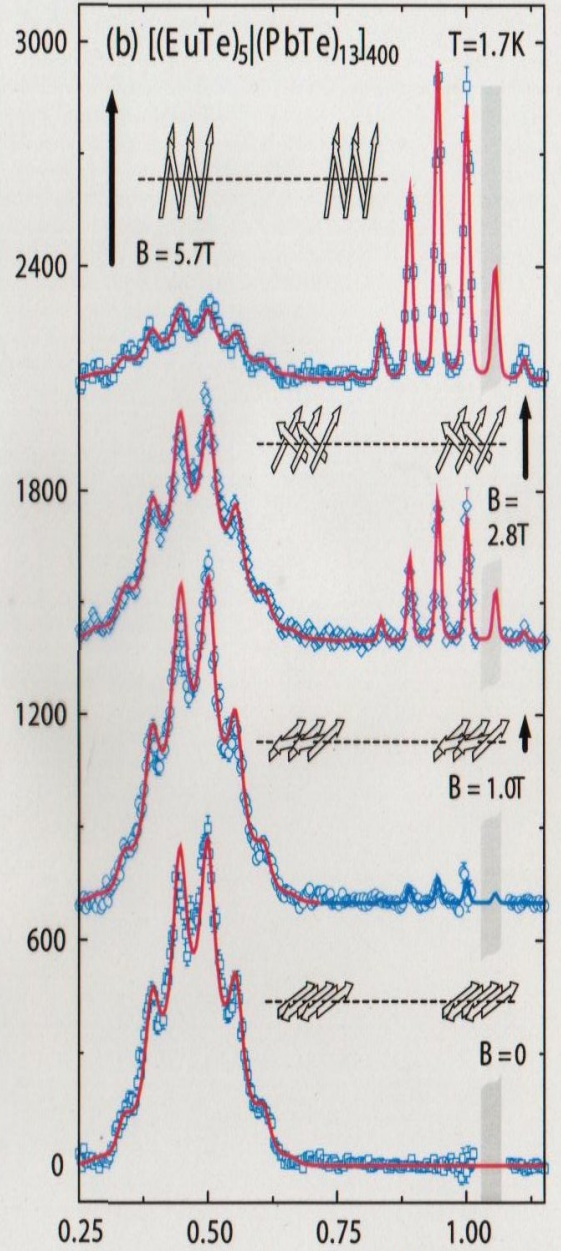 3000
(b) [(EuTe)5|(PbTe)13]400
T=1.7K
B = 5.7T
2400
1800
B =
2.8T
1200
B = 1.0T
600
B=0
0
0.25 0.50 0.75 1.00